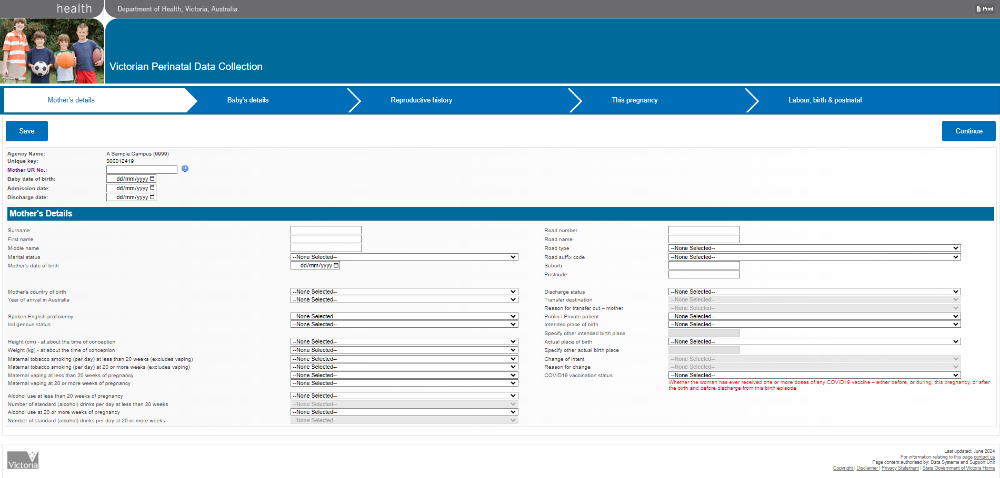 health
Department of Health, Victoria, Australia
Print
Victorian Perinatal Data Collection
Mother's details
Baby's details
Reproductive history
This pregnancy
Labour, birth & postnatal
Save
Continue
Agency Name: A Sample Campus (9999)
Unique key: 000012419
Mother UR No.: ?
Baby date of birth: dd/mm/yyyy
Admission date: dd/mm/yyyy
Discharge date: dd/mm/yyyy
Mother's Details
Surname
First name
Middle name
Marital status --None Selected--
Mother's date of birth dd/mm/yyyy
Mother's country of birth --None Selected--
Year of arrival in Australia --None Selected--
Spoken English proficiency --None Selected--
Indigenous status --None Selected--
Height (cm) - at about the time of conception --None Selected--
Weight (kg) - at about the time of conception --None Selected--
Maternal tobacco smoking (per day) at less than 20 weeks (excludes vaping) --None Selected--
Maternal tobacco smoking (per day) at 20 or more weeks (excludes vaping) --None Selected--
Maternal vaping at less than 20 weeks of pregnancy --None Selected--
Maternal vaping at 20 or more weeks of pregnancy --None Selected--
Alcohol use at less than 20 weeks of pregnancy --None Selected--
Number of standard (alcohol) drinks per day at less than 20 weeks --None Selected--
Alcohol use at 20 or more weeks of pregnancy --None Selected--
Number of standard (alcohol) drinks per day at 20 or more weeks --None Selected--
Road number
Road name
Road type --None Selected--
Road suffix code --None Selected--
Suburb
Postcode
Discharge status --None Selected--
Transfer destination --None Selected--
Reason for transfer out – mother --None Selected--
Public / Private patient --None Selected--
Intended place of birth --None Selected--
Specify other intended birth place
Actual place of birth --None Selected--
Specify other actual birth place
Change of intent --None Selected--
Reason for change --None Selected--
COVID19 vaccination status --None Selected--
Whether the woman has ever received one or more doses of any COVID19 vaccine – either before, or during, this pregnancy, or after
the birth and before discharge from this birth episode
Victoria
Last updated: June 2024
For information relating to this page contact us
Page content authorised by: Data Systems and Support Unit
Copyright | Disclaimer | Privacy Statement | State Government of Victoria Home